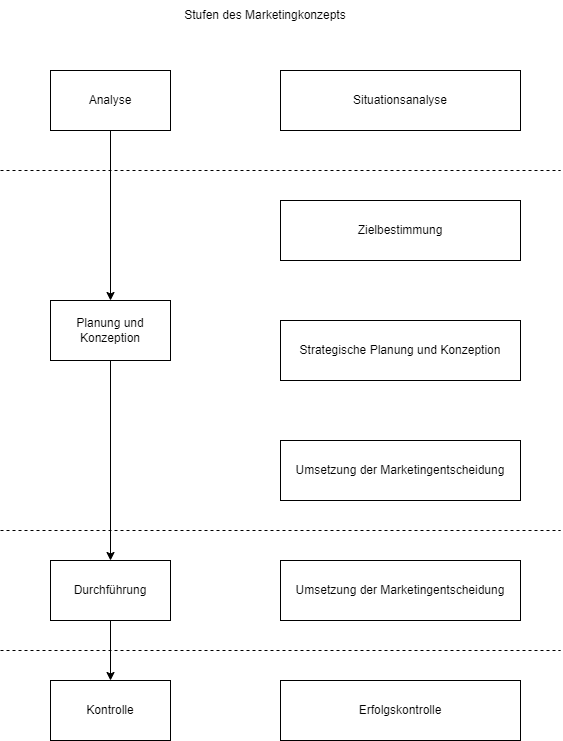 Stufen des Marketingkonzepts
Analyse
Situationsanalyse
Zielbestimmung
Planung und
Konzeption
Strategische Planung und Konzeption
Umsetzung der Marketingentscheidung
Durchführung
Umsetzung der Marketingentscheidung
Kontrolle
Erfolgskontrolle